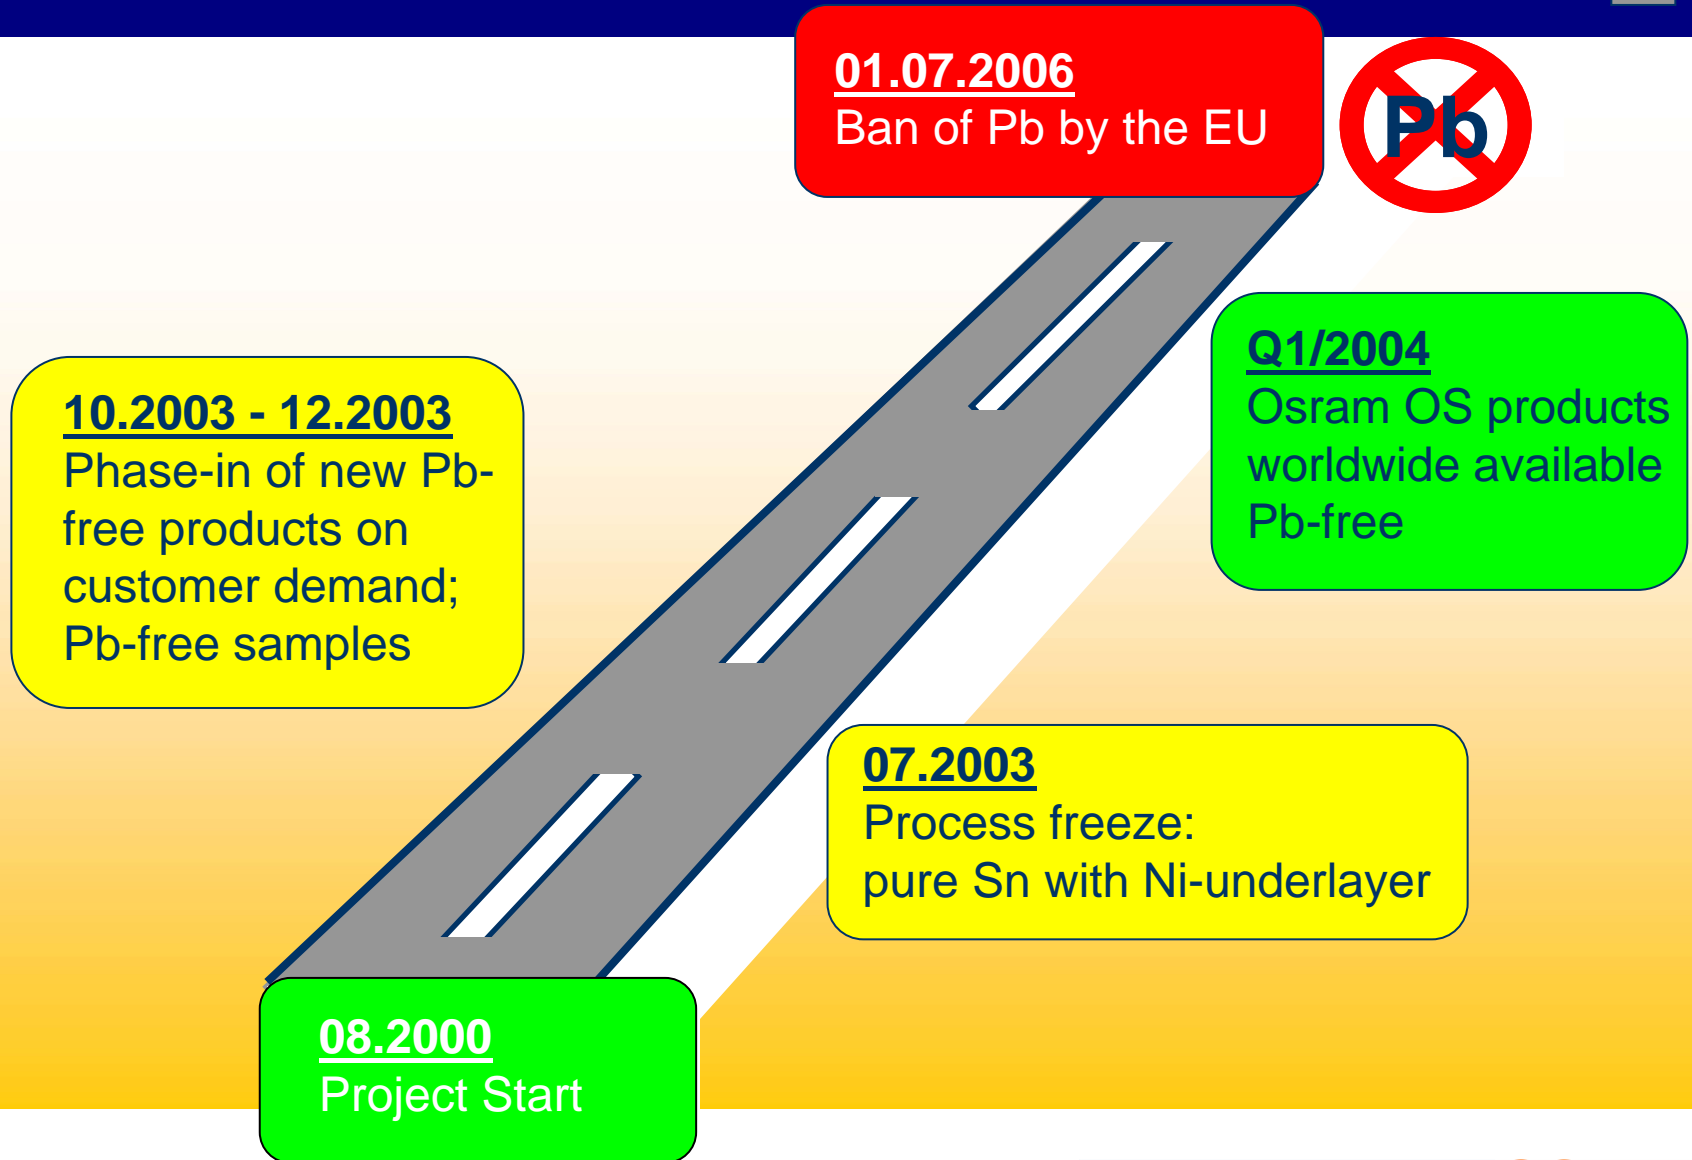 01.07.2006
Ban of Pb by the EU
Pb
Q1/2004
Osram OS products
worldwide available
Pb-free
10.2003 - 12.2003
Phase-in of new Pb-
free products on
customer demand;
Pb-free samples
07.2003
Process freeze:
pure Sn with Ni-underlayer
08.2000
Project Start